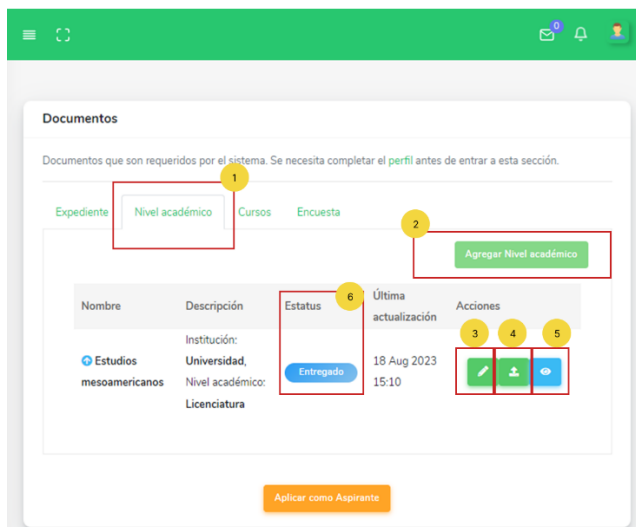 0
Documentos
Documentos que son requeridos por el sistema. Se necesita completar el perfil antes de entrar a esta sección.
1
Expediente Nivel académico Cursos Encuesta
2
Agregar Nivel académico
6
Nombre Descripción Estatus Última actualización Acciones
3 4 5
Estudios mesoamericanos
Institución:
Universidad,
Nivel académico:
Licenciatura
Entregado
18 Aug 2023
15:10
Aplicar como Aspirante